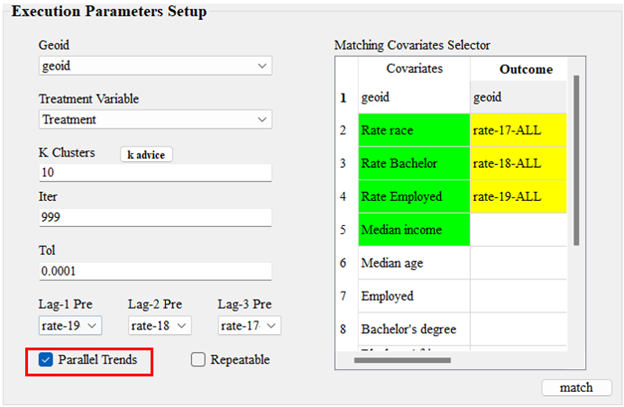 Execution Parameters Setup
Geoid
geoid
Treatment Variable
Treatment
K Clusters k advice
10
Iter
999
Tol
0.0001
Lag-1 Pre Lag-2 Pre Lag-3 Pre
rate-19 rate-18 rate-17
Parallel Trends Repeatable
Matching Covariates Selector
Covariates Outcome
1 geoid geoid
2 Rate race rate-17-ALL
3 Rate Bachelor rate-18-ALL
4 Rate Employed rate-19-ALL
5 Median income
6 Median age
7 Employed
8 Bachelor's degree
match